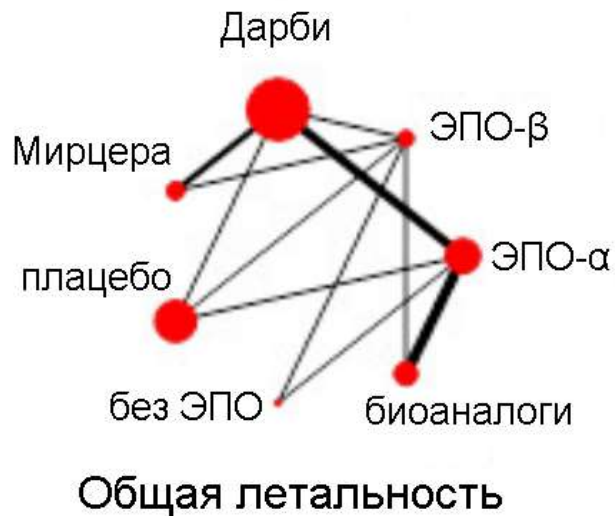 Дарби
ЭПО-β
Мирцера
ЭПО-α
плацебо
без ЭПО
биоаналоги
Общая летальность